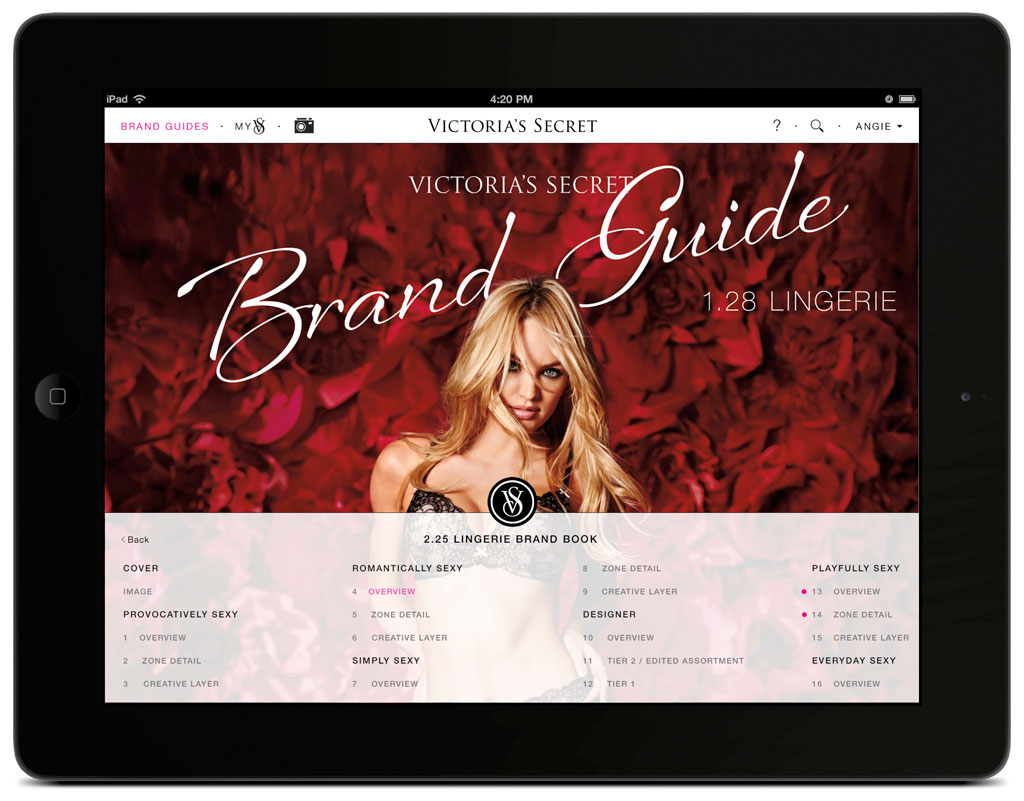 iPad
4:20 PM
BRAND GUIDES · MY VS ·
VICTORIA'S SECRET
? · · ANGIE
VICTORIA'S SECRET
Brand Guide
1.28 LINGERIE
VS
< Back
2.25 LINGERIE BRAND BOOK
COVER
IMAGE
PROVOCATIVELY SEXY
1 OVERVIEW
2 ZONE DETAIL
3 CREATIVE LAYER
ROMANTICALLY SEXY
4 OVERVIEW
5 ZONE DETAIL
6 CREATIVE LAYER
SIMPLY SEXY
7 OVERVIEW
8 ZONE DETAIL
9 CREATIVE LAYER
DESIGNER
10 OVERVIEW
11 TIER 2 / EDITED ASSORTMENT
12 TIER 1
PLAYFULLY SEXY
13 OVERVIEW
14 ZONE DETAIL
15 CREATIVE LAYER
EVERYDAY SEXY
16 OVERVIEW